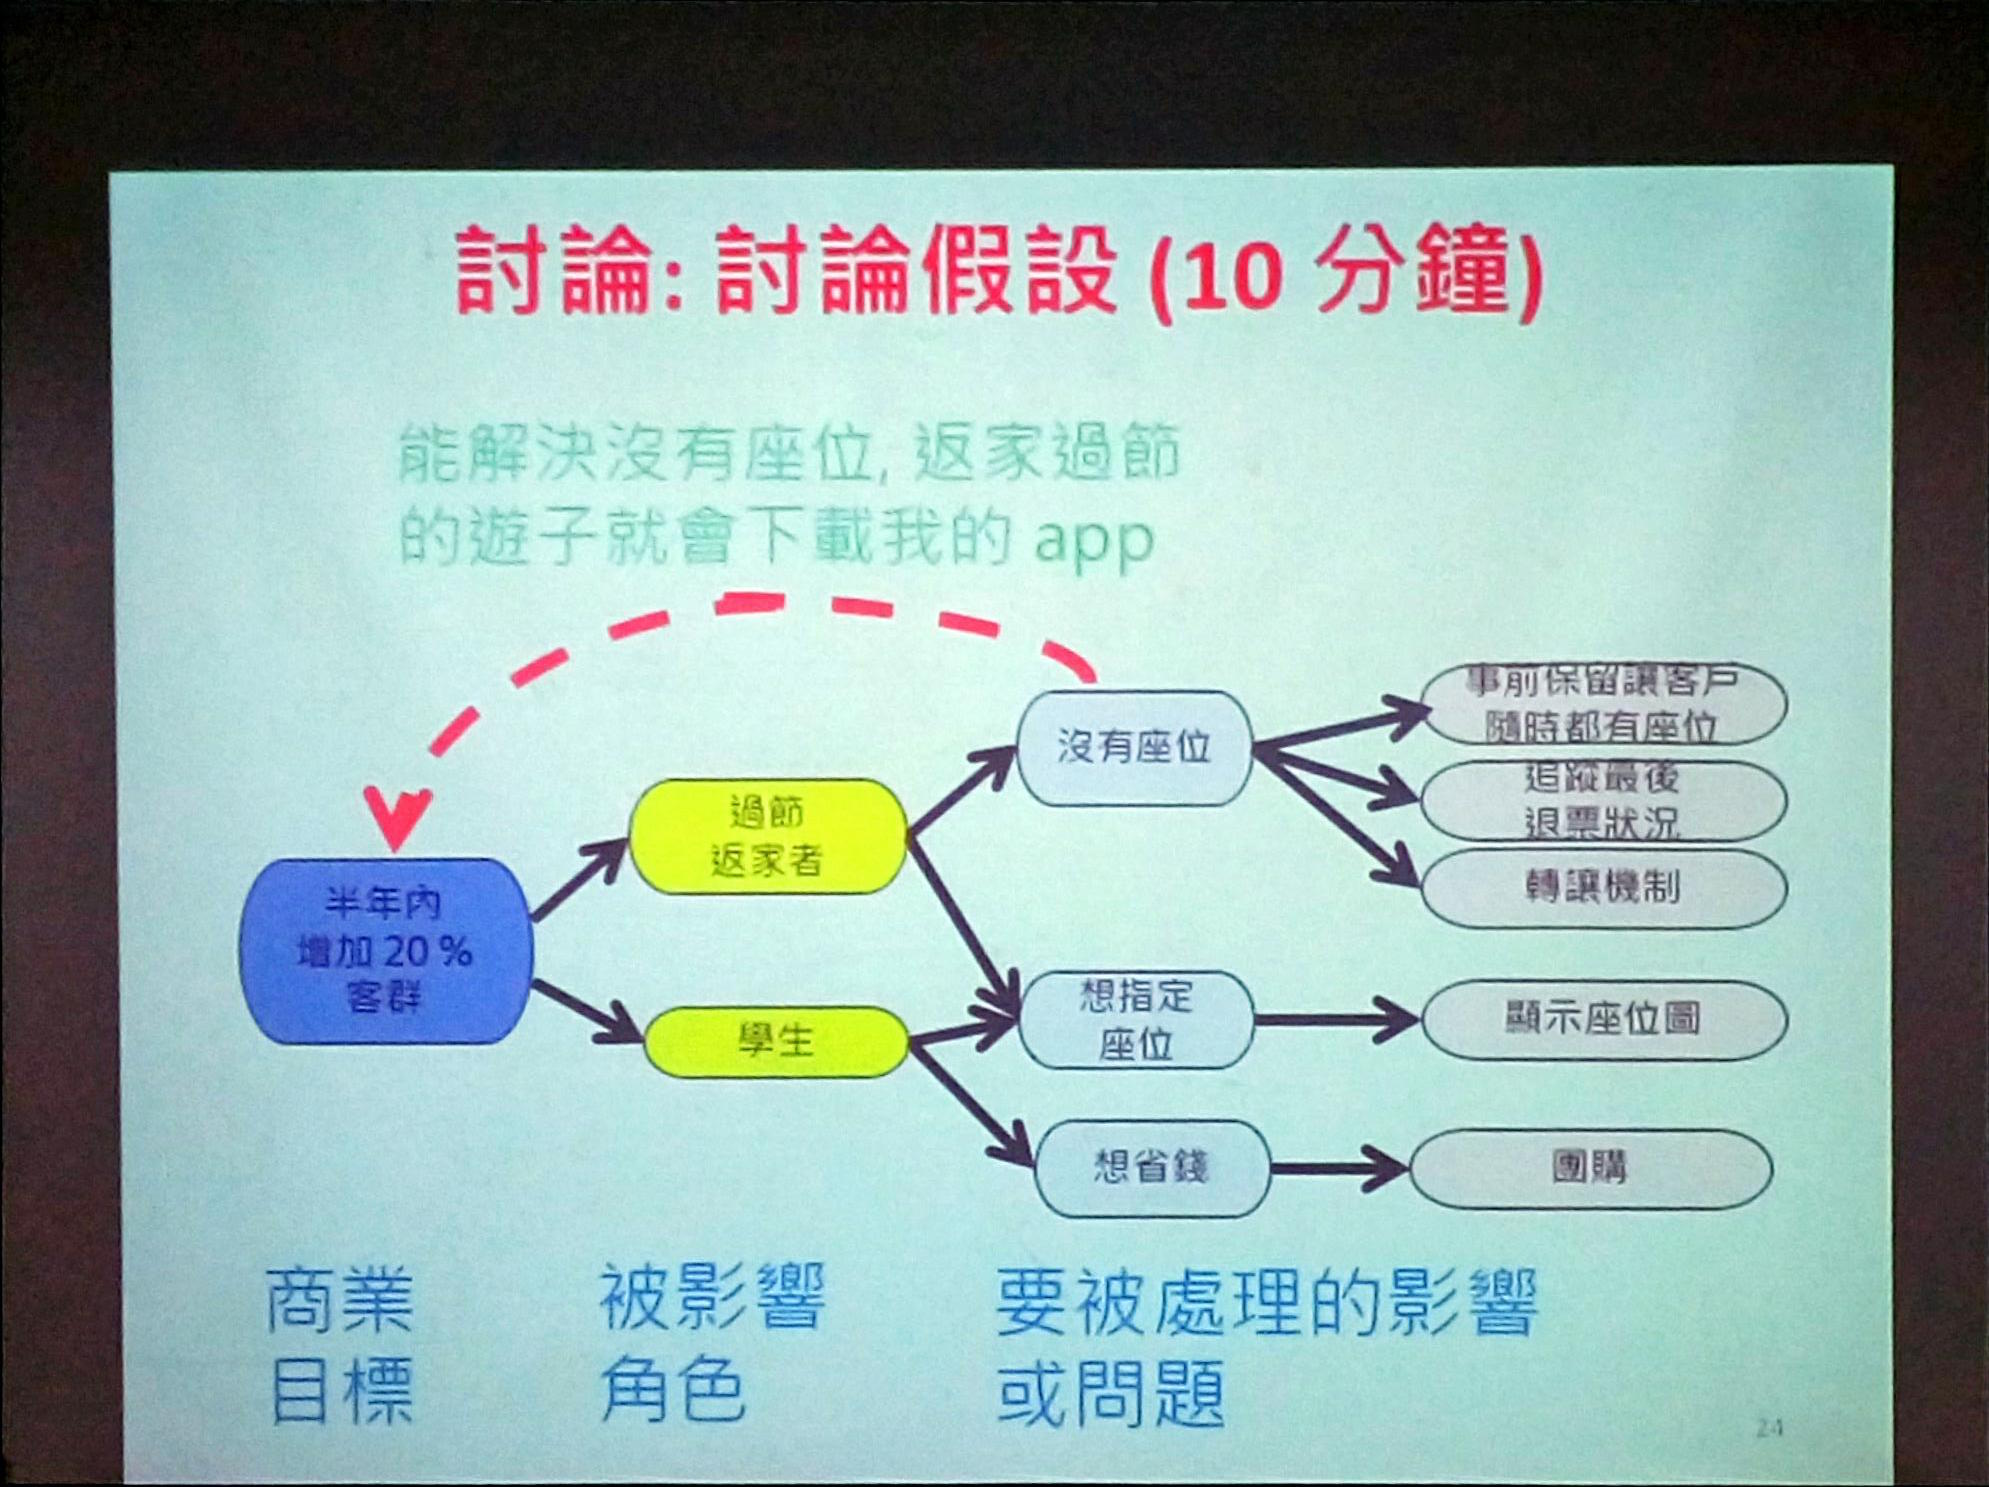 討論: 討論假設 (10 分鐘)
能解決沒有座位, 返家過節
的遊子就會下載我的 app
事前保留讓客戶
隨時都有座位
沒有座位
追蹤最後
退票狀況
過節
返家者
轉讓機制
半年內
增加 20 %
客群
想指定
座位
顯示座位圖
學生
想省錢
團購
商業
目標
被影響
角色
要被處理的影響
或問題
24